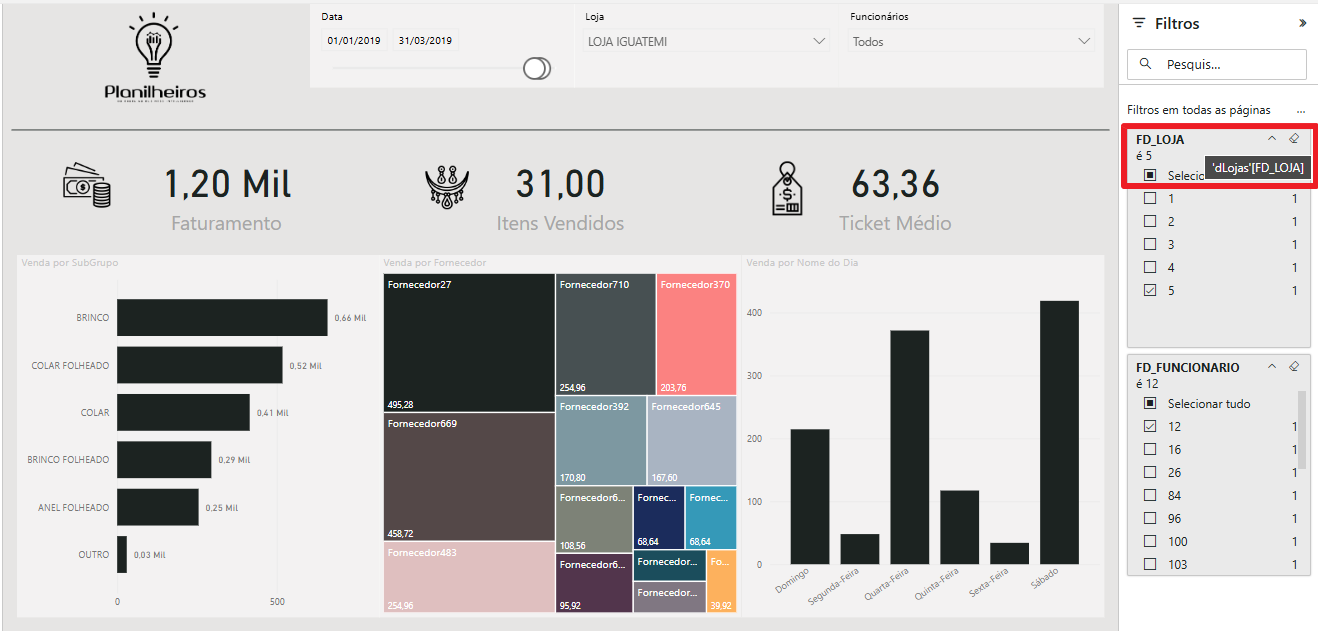 Planilheiros
Data
01/01/2019 31/03/2019
Loja
LOJA IGUATEMI
Funcionários
Todos
1,20 Mil
Faturamento
31,00
Itens Vendidos
63,36
Ticket Médio
Venda por SubGrupo
BRINCO 0,66 Mil
COLAR FOLHEADO 0,52 Mil
COLAR 0,41 Mil
BRINCO FOLHEADO 0,29 Mil
ANEL FOLHEADO 0,25 Mil
OUTRO 0,03 Mil
0 500
Venda por Fornecedor
Fornecedor27
495,28
Fornecedor669
458,72
Fornecedor483
254,96
Fornecedor710
254,96
Fornecedor370
203,76
Fornecedor392
170,80
Fornecedor645
167,60
Fornecedor6...
108,56
Fornec...
68,64
Fornec...
68,64
Fornecedor6...
95,92
Fornecedor...
Fornecedor...
Fo...
39,92
Venda por Nome do Dia
400
300
200
100
0
Domingo
Segunda-Feira
Quarta-Feira
Quinta-Feira
Sexta-Feira
Sábado
Filtros
Pesquis...
Filtros em todas as páginas ...
FD_LOJA
é 5
'dLojas'[FD_LOJA]
Selecio
1 1
2 1
3 1
4 1
5 1
FD_FUNCIONARIO
é 12
Selecionar tudo
12 1
16 1
26 1
84 1
96 1
100 1
103 1